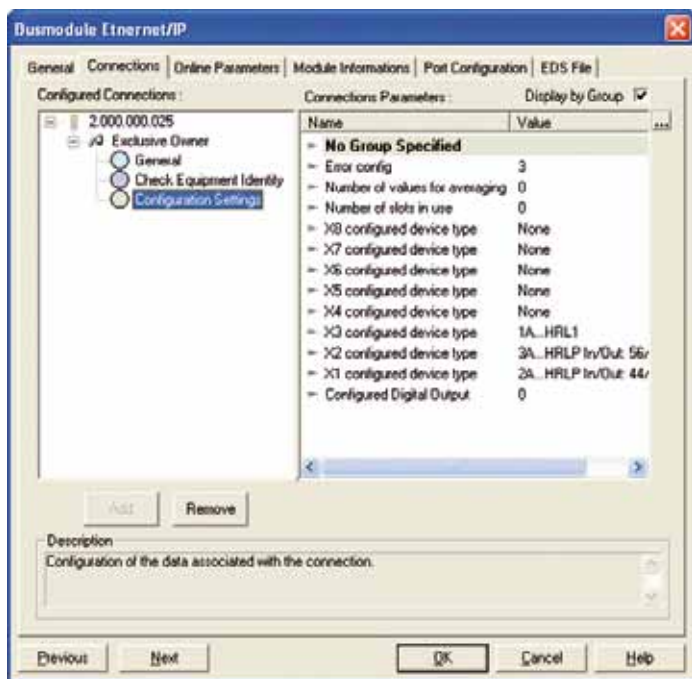 Busmodule Ethernet/IP
General Connections Online Parameters Module Informations Port Configuration EDS File
Configured Connections :
2.000.000.025
Exclusive Owner
General
Check Equipment Identity
Configuration Settings
Connections Parameters : Display by Group
Name Value ...
No Group Specified
Error config 3
Number of values for averaging 0
Number of slots in use 0
X8 configured device type None
X7 configured device type None
X6 configured device type None
X5 configured device type None
X4 configured device type None
X3 configured device type 1A...HRL1
X2 configured device type 3A...HRLP In/Out: 56/
X1 configured device type 2A...HRLP In/Out: 44/
Configured Digital Output 0
Add Remove
Description
Configuration of the data associated with the connection.
Previous Next OK Cancel Help